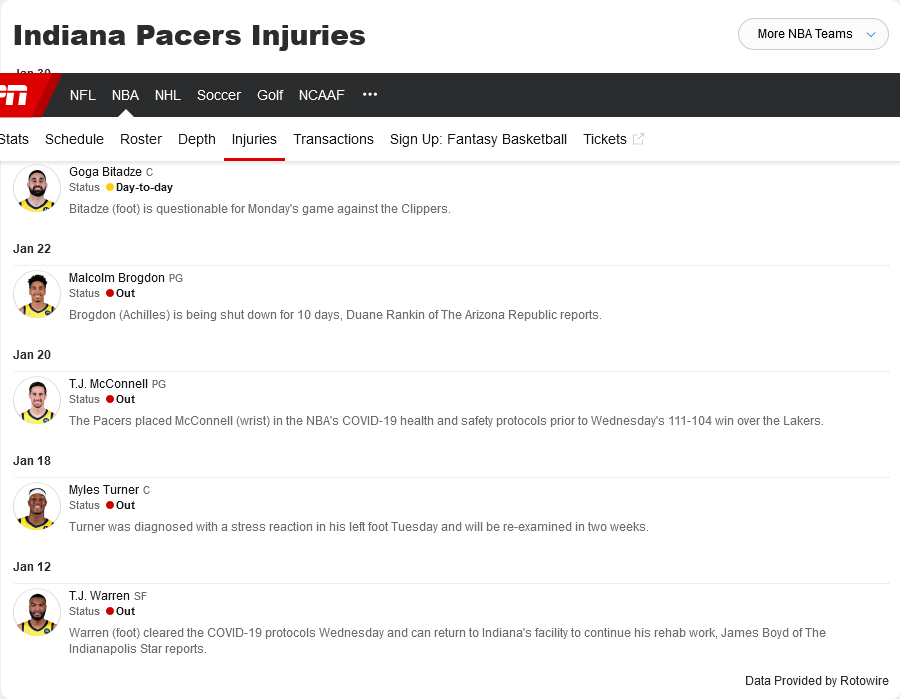 Indiana Pacers Injuries
More NBA Teams
NFL NBA NHL Soccer Golf NCAAF •••
Stats Schedule Roster Depth Injuries Transactions Sign Up: Fantasy Basketball Tickets
Goga Bitadze C
Status Day-to-day
Bitadze (foot) is questionable for Monday's game against the Clippers.
Jan 22
Malcolm Brogdon PG
Status Out
Brogdon (Achilles) is being shut down for 10 days, Duane Rankin of The Arizona Republic reports.
Jan 20
T.J. McConnell PG
Status Out
The Pacers placed McConnell (wrist) in the NBA's COVID-19 health and safety protocols prior to Wednesday's 111-104 win over the Lakers.
Jan 18
Myles Turner C
Status Out
Turner was diagnosed with a stress reaction in his left foot Tuesday and will be re-examined in two weeks.
Jan 12
T.J. Warren SF
Status Out
Warren (foot) cleared the COVID-19 protocols Wednesday and can return to Indiana's facility to continue his rehab work, James Boyd of The
Indianapolis Star reports.
Data Provided by Rotowire